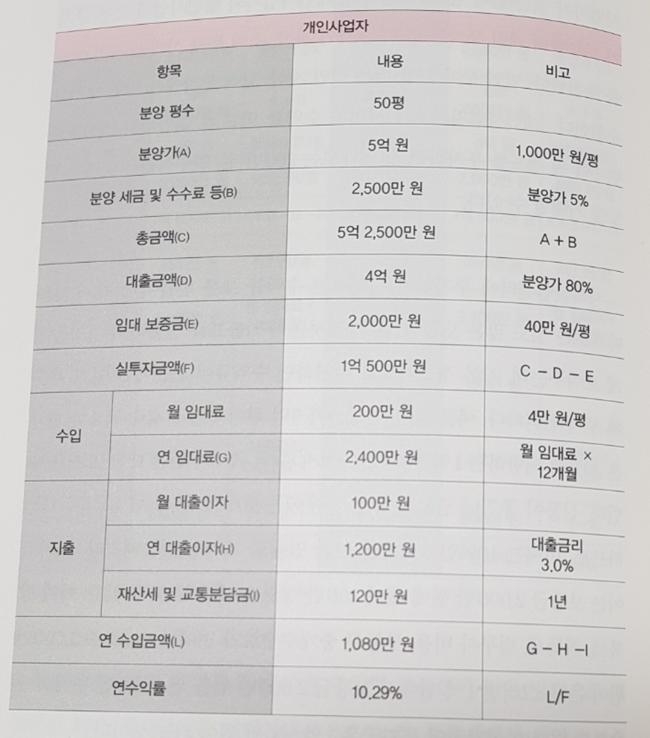 개인사업자
항목 내용 비고
분양 평수 50평
분양가(A) 5억 원 1,000만 원/평
분양 세금 및 수수료 등(B) 2,500만 원 분양가 5%
총금액(C) 5억 2,500만 원 A + B
대출금액(D) 4억 원 분양가 80%
임대 보증금(E) 2,000만 원 40만 원/평
실투자금액(F) 1억 500만 원 C - D - E
수입 월 임대료 200만 원 4만 원/평
연 임대료(G) 2,400만 원 월 임대료 ×
12개월
지출 월 대출이자 100만 원
연 대출이자(H) 1,200만 원 대출금리
3.0%
재산세 및 교통분담금(I) 120만 원 1년
연 수입금액(L) 1,080만 원 G - H -I
연수익률 10.29% L/F